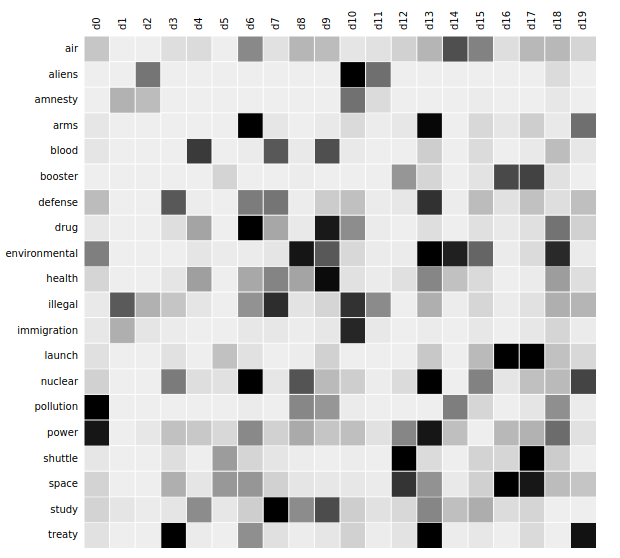 d0 d1 d2 d3 d4 d5 d6 d7 d8 d9 d10 d11 d12 d13 d14 d15 d16 d17 d18 d19
air
aliens
amnesty
arms
blood
booster
defense
drug
environmental
health
illegal
immigration
launch
nuclear
pollution
power
shuttle
space
study
treaty